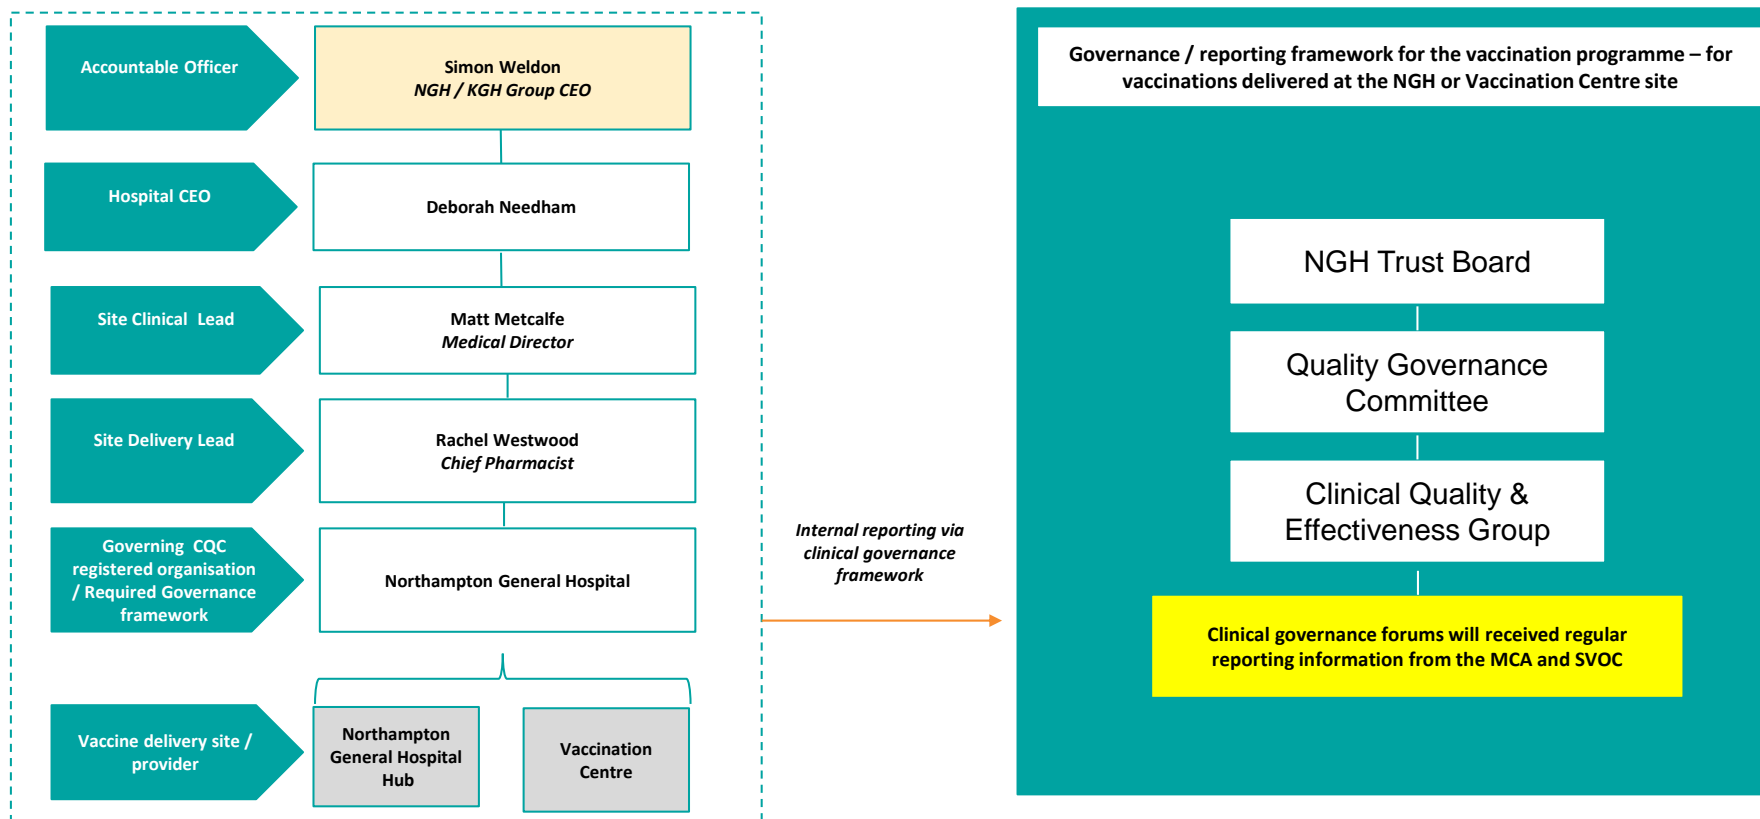 Accountable Officer
Simon Weldon
NGH / KGH Group CEO
Hospital CEO
Deborah Needham
Site Clinical  Lead
Matt Metcalfe
Medical Director
Site Delivery Lead
Rachel Westwood
Chief Pharmacist
Governing  CQC
registered organisation
/ Required Governance
framework
Northampton General Hospital
Vaccine delivery site /
provider
Northampton
General Hospital
Hub
Vaccination
Centre
Internal reporting via
clinical governance
framework
Governance / reporting framework for the vaccination programme – for
vaccinations delivered at the NGH or Vaccination Centre site
NGH Trust Board
Quality Governance
Committee
Clinical Quality &
Effectiveness Group
Clinical governance forums will received regular
reporting information from the MCA and SVOC